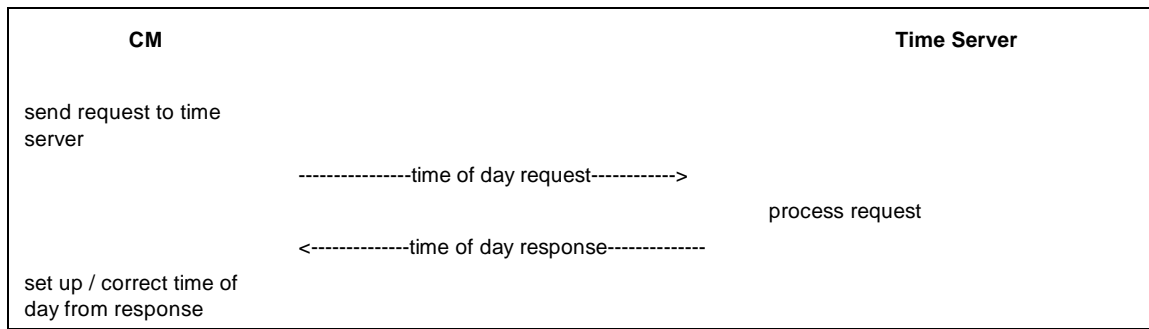 CM Time Server
send request to time
server
----------------time of day request------------>
process request
<--------------time of day response--------------
set up / correct time of
day from response